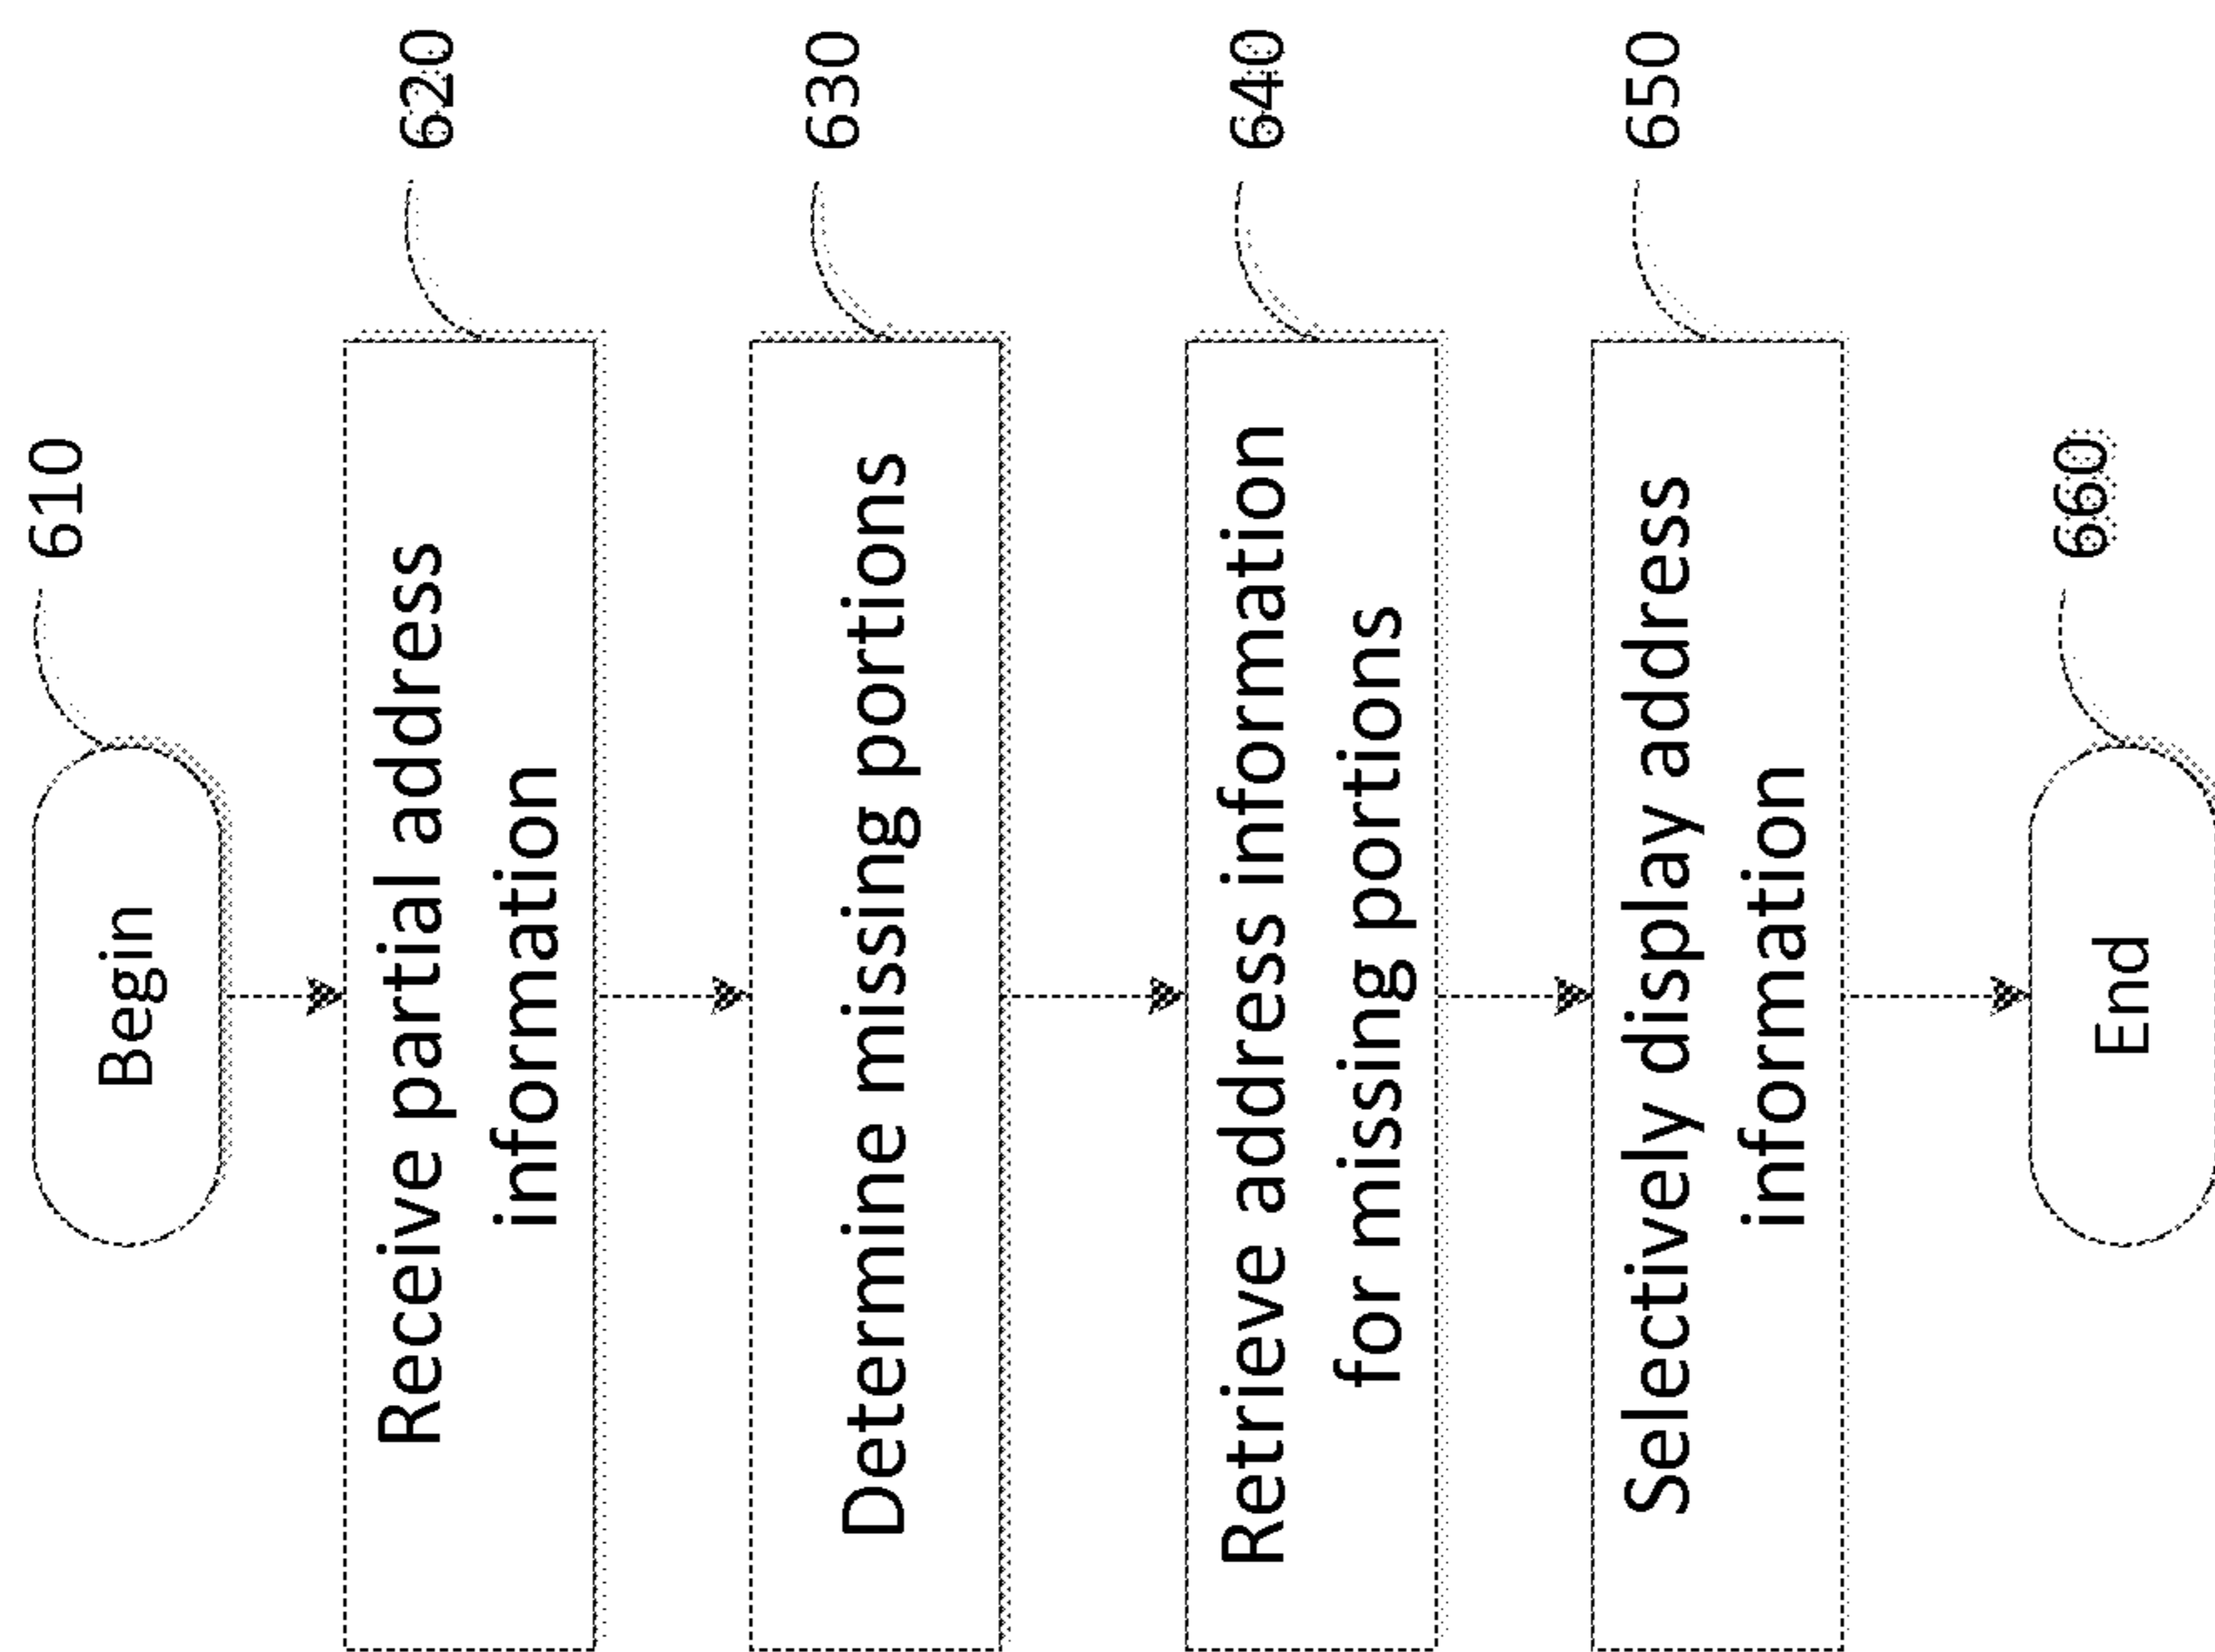 Begin
610
Receive partial address
information
620
Determine missing portions
630
Retrieve address information
for missing portions
640
Selectively display address
information
650
End
660